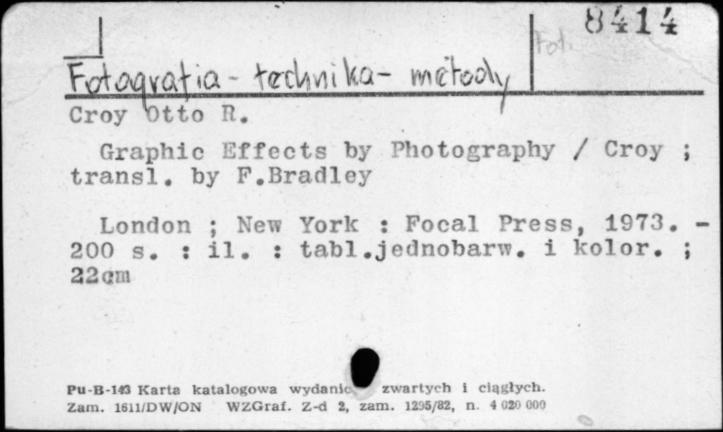 8414
Fot.
Fotografia - technika - metody
Croy Otto R.
Graphic Effects by Photography / Croy ;
transl. by F.Bradley
London ; New York : Focal Press, 1973. -
200 s. : il. : tabl.jednobarw. i kolor. ;
22cm
Pu-B-143 Karta katalogowa wydawnic zwartych i ciągłych.
Zam. 1611/DW/ON WZGraf. Z-d 2, zam. 1295/82, n. 4 020 000